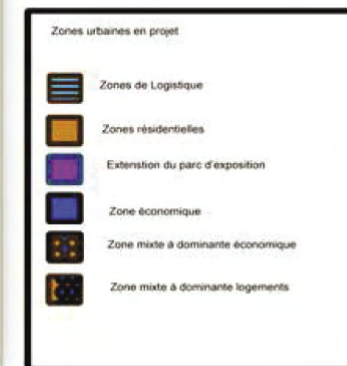 Zones urbaines en projet
Zones de Logistique
Zones résidentielles
Extenstion du parc d'exposition
Zone économique
Zone mixte à dominante économique
Zone mixte à dominante logements